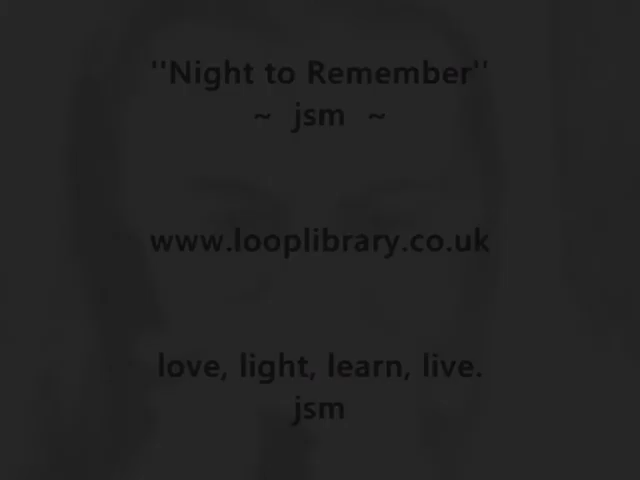 ''Night to Remember''
~ jsm ~
www.looplibrary.co.uk
love, light, learn, live.
jsm